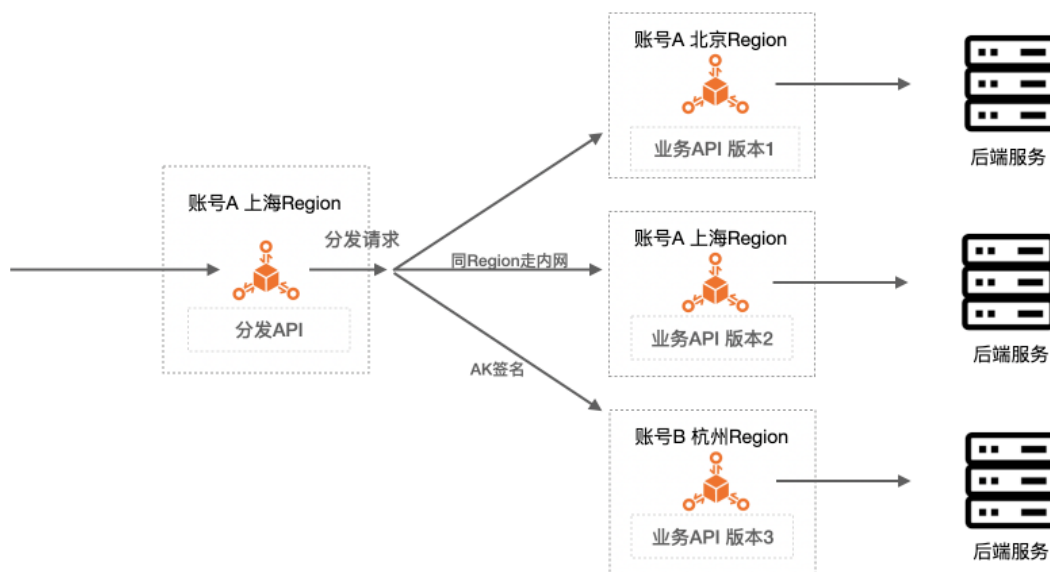 账号A 北京Region
业务API 版本1
后端服务
账号A 上海Region
分发API
分发请求
同Region走内网
AK签名
账号A 上海Region
业务API 版本2
后端服务
账号B 杭州Region
业务API 版本3
后端服务